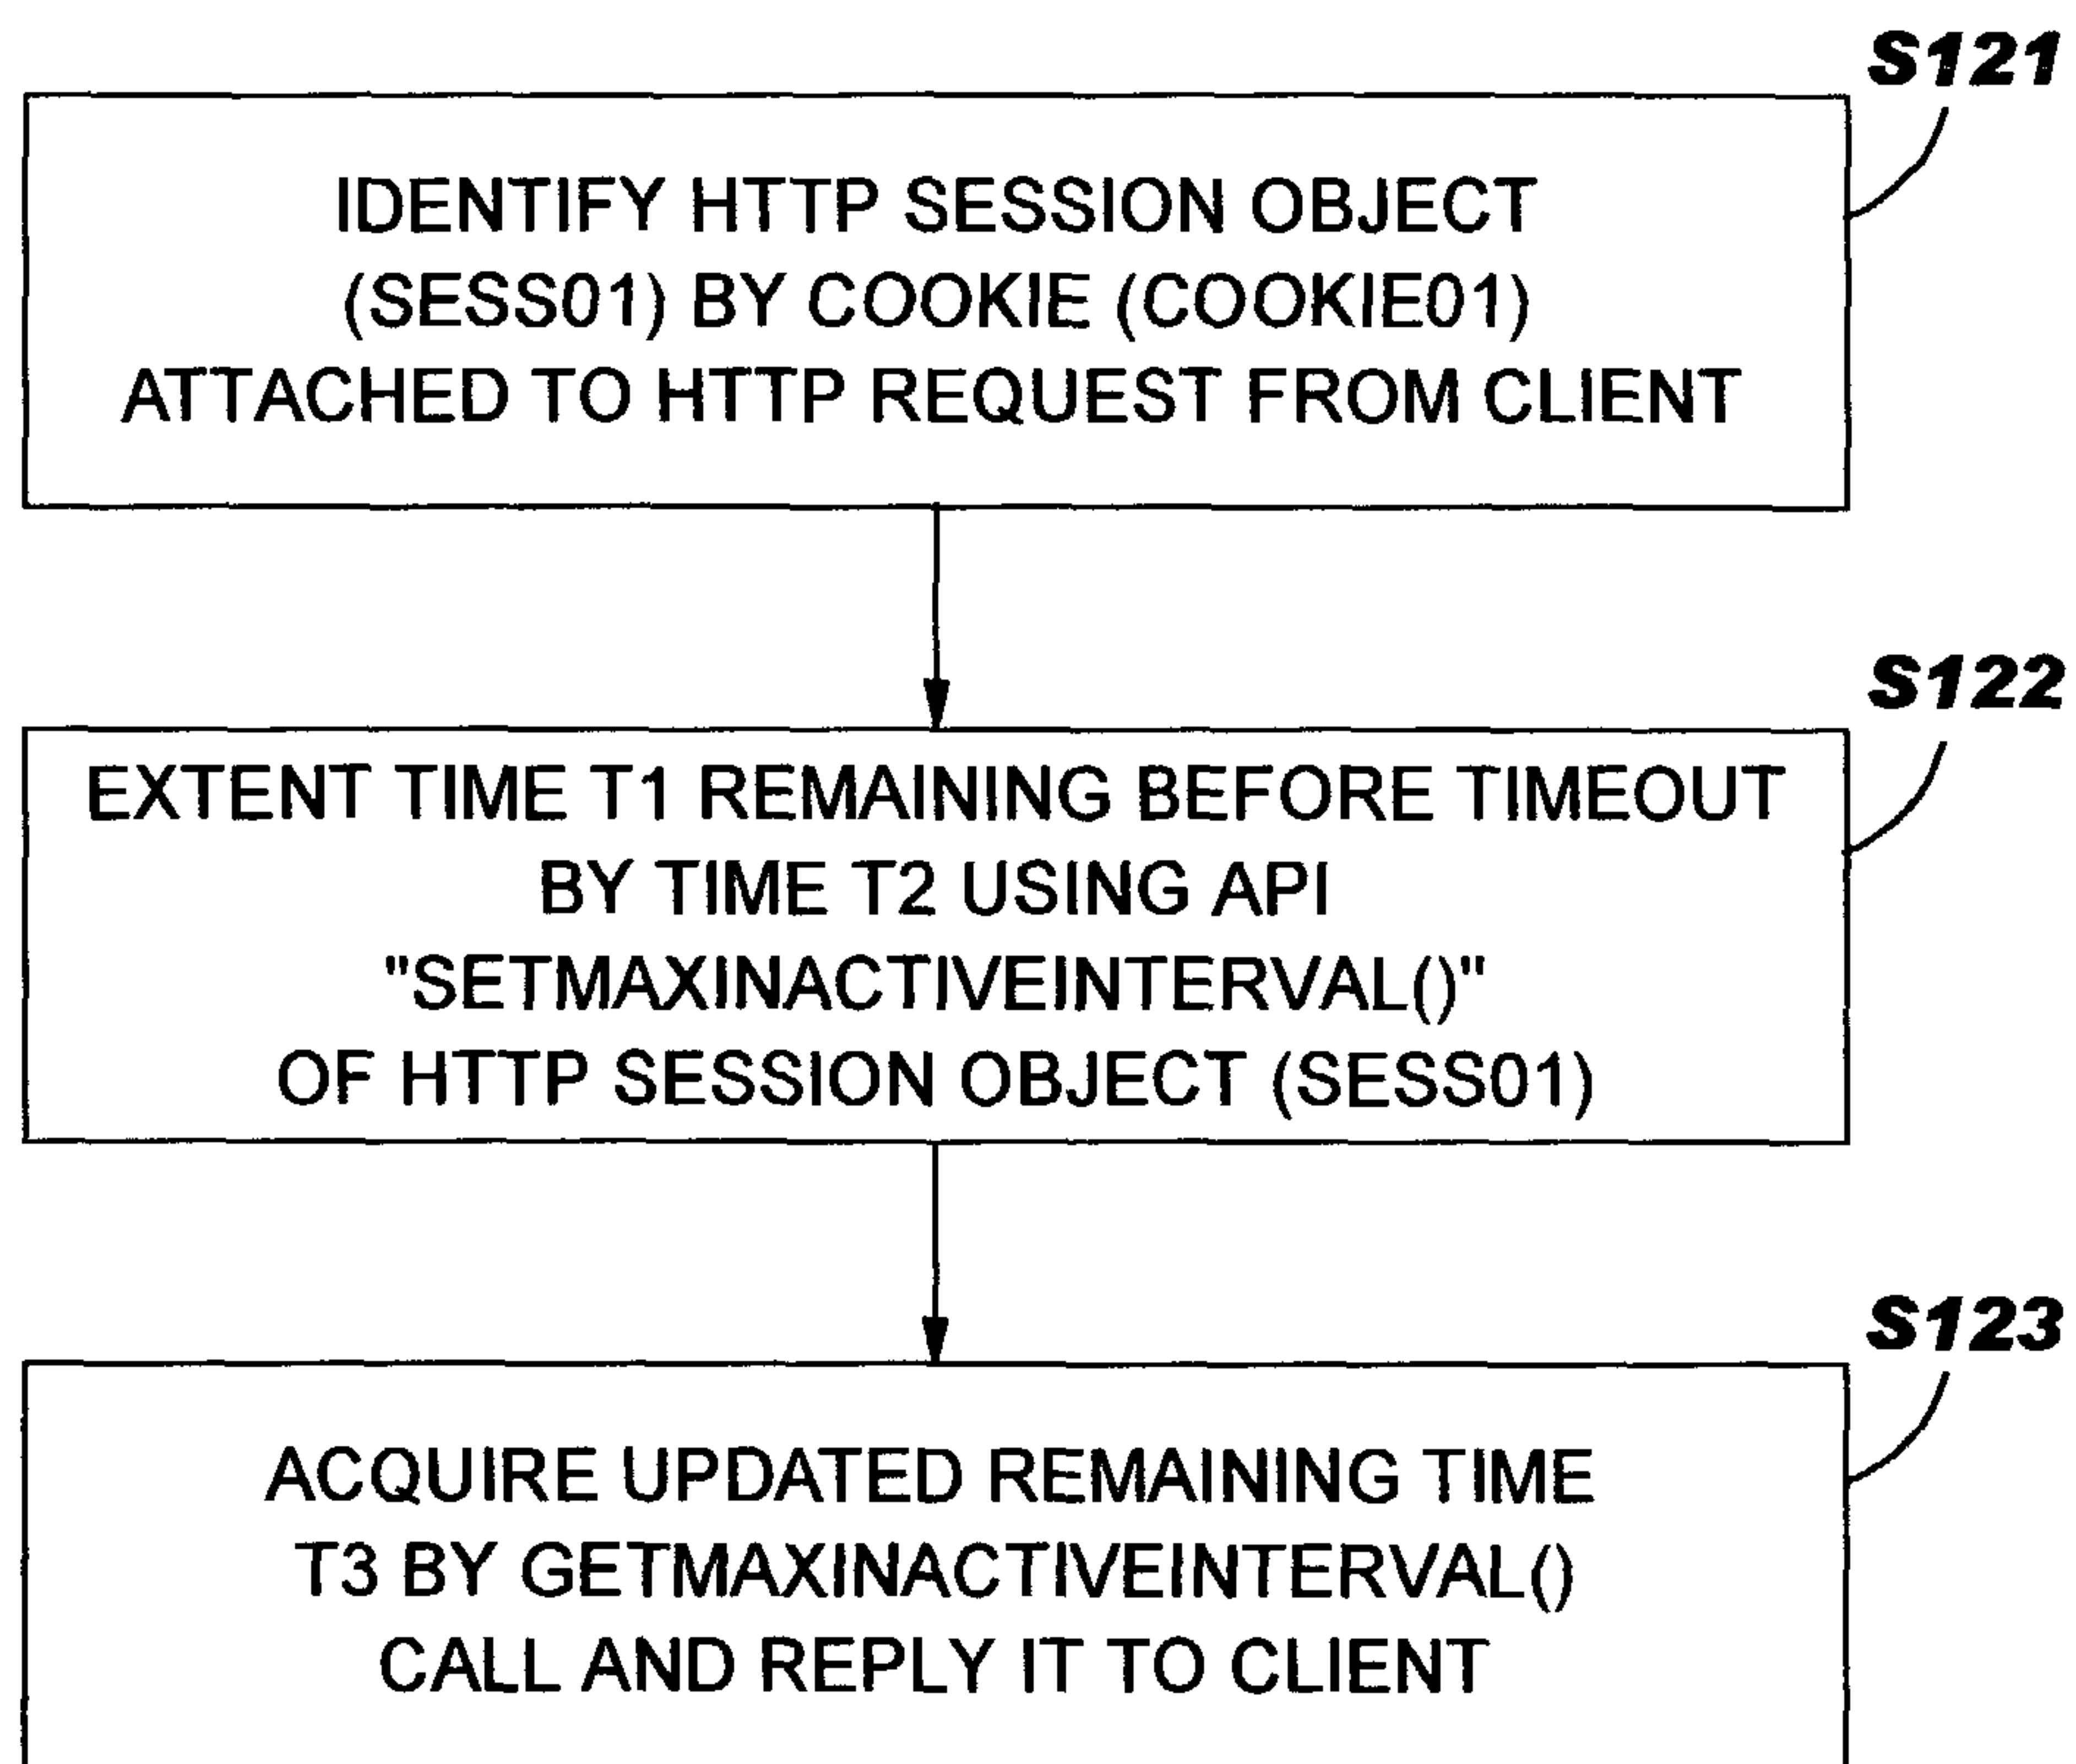 S121
IDENTIFY HTTP SESSION OBJECT
(SESS01) BY COOKIE (COOKIE01)
ATTACHED TO HTTP REQUEST FROM CLIENT
S122
EXTENT TIME T1 REMAINING BEFORE TIMEOUT
BY TIME T2 USING API
"SETMAXINACTIVEINTERVAL()"
OF HTTP SESSION OBJECT (SESS01)
S123
ACQUIRE UPDATED REMAINING TIME
T3 BY GETMAXINACTIVEINTERVAL()
CALL AND REPLY IT TO CLIENT